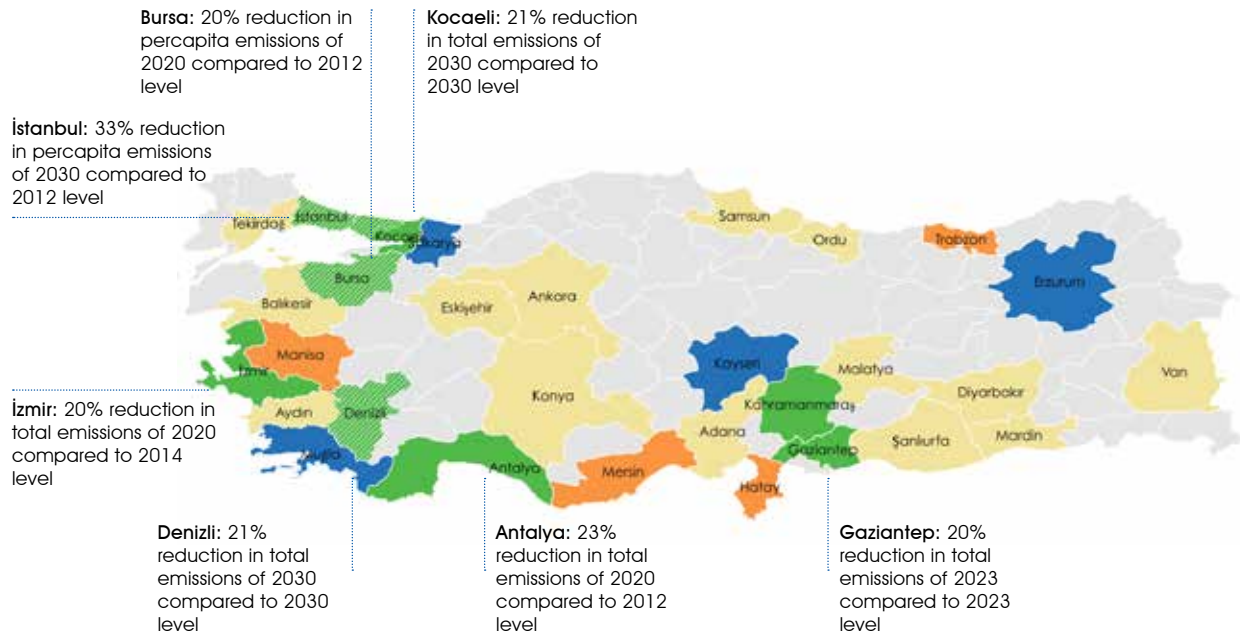 Bursa: 20% reduction in
percapita emissions of
2020 compared to 2012
level
Kocaeli: 21% reduction
in total emissions of
2030 compared to
2030 level
İstanbul: 33% reduction
in percapita emissions
of 2030 compared to
2012 level
Tekirdağ
İstanbul
Kocaeli
Sakarya
Samsun
Ordu
Trabzon
Erzurum
Bursa
Balıkesir
Eskişehir
Ankara
Manisa
İzmir
Kayseri
Malatya
Van
Aydın
Denizli
Konya
Kahramanmaraş
Diyarbakır
Adana
Mardin
Şanlıurfa
Gaziantep
Muğla
Antalya
Mersin
Hatay
İzmir: 20% reduction in
total emissions of 2020
compared to 2014
level
Denizli: 21%
reduction in total
emissions of 2030
compared to 2030
level
Antalya: 23%
reduction in total
emissions of 2020
compared to 2012
level
Gaziantep: 20%
reduction in total
emissions of 2023
compared to 2023
level